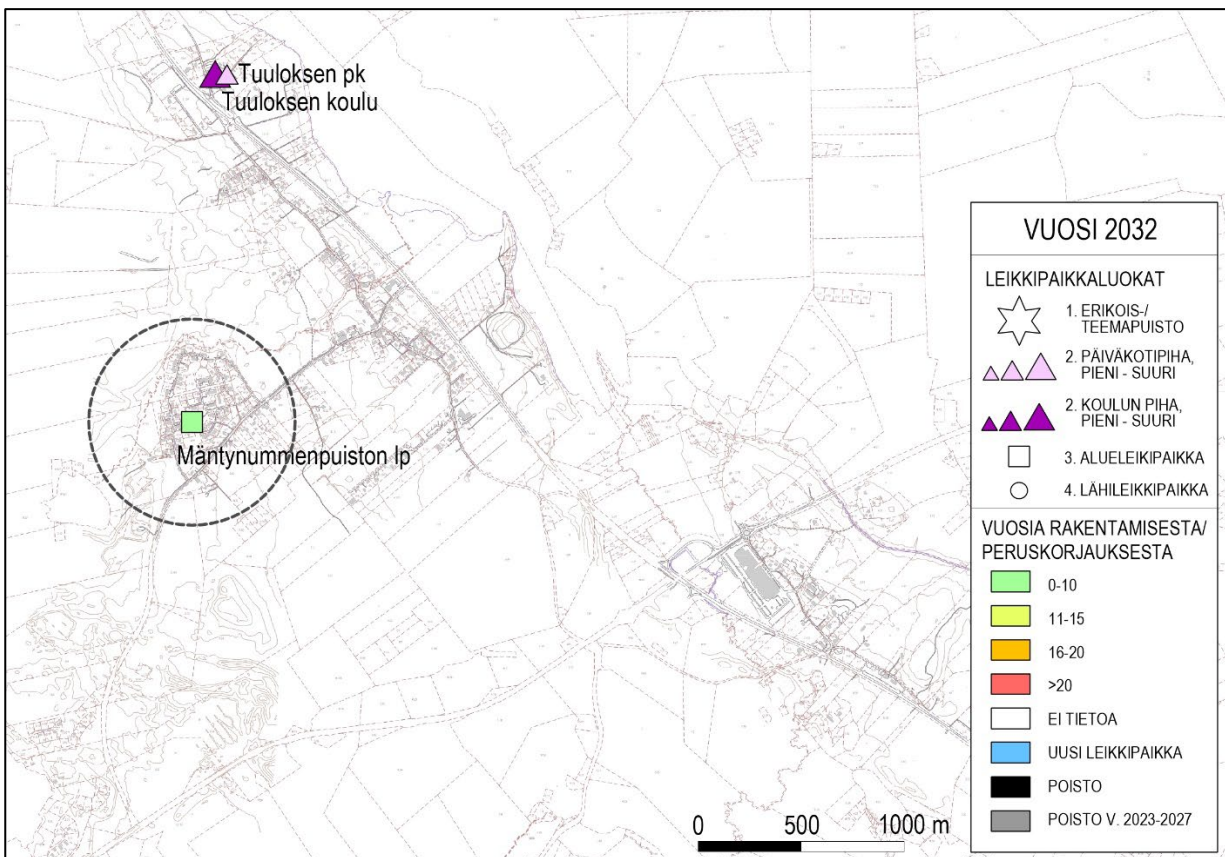 Tuuloksen pk
Tuuloksen koulu
Mäntynummenpuiston lp
VUOSI 2032
LEIKKIPAIKKALUOKAT
1. ERIKOIS-/
TEEMAPUISTO
2. PÄIVÄKOTIPIHA,
PIENI - SUURI
2. KOULUN PIHA,
PIENI - SUURI
3. ALUELEIKIPAIKKA
4. LÄHILEIKKIPAIKKA
VUOSIA RAKENTAMISESTA/
PERUSKORJAUKSESTA
0-10
11-15
16-20
>20
EI TIETOA
UUSI LEIKKIPAIKKA
POISTO
POISTO V. 2023-2027
0 500 1000 m